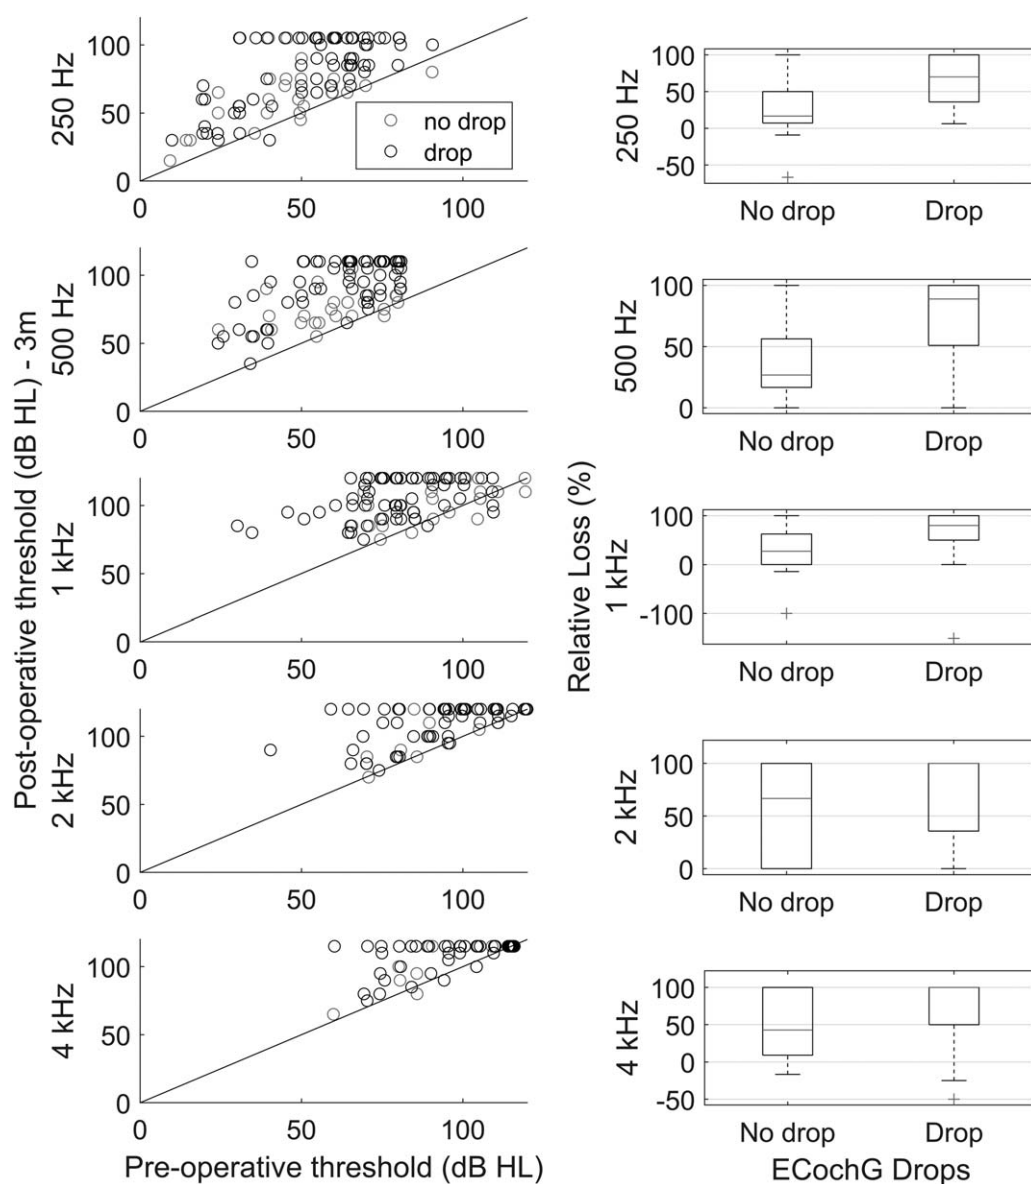 Post-operative threshold (dB HL) - 3m
250 Hz
100
50
0
0
50
100
no drop
drop
500 Hz
100
50
0
0
50
100
1 kHz
100
50
0
0
50
100
2 kHz
100
50
0
0
50
100
4 kHz
100
50
0
0
50
100
Pre-operative threshold (dB HL)
Relative Loss (%)
250 Hz
100
50
0
-50
No drop
Drop
500 Hz
100
50
0
No drop
Drop
1 kHz
100
0
-100
No drop
Drop
2 kHz
100
50
0
No drop
Drop
4 kHz
100
50
0
-50
No drop
Drop
ECochG Drops